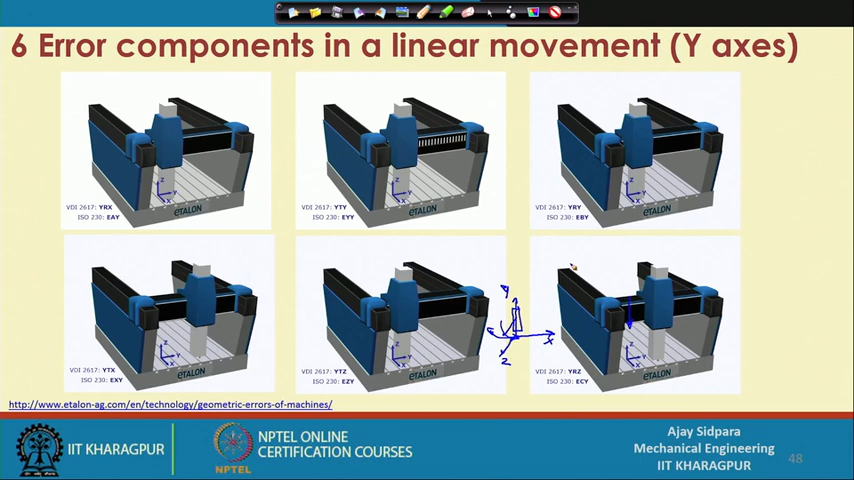 6 Error components in a linear movement (Y axes)
Z
Y
X
VDI 2617: YRX
ISO 230: EAY
ETALON
Z
Y
X
VDI 2617: YTY
ISO 230: EYY
ETALON
Z
Y
X
VDI 2617: YRY
ISO 230: EBY
ETALON
Z
Y
X
VDI 2617: YTX
ISO 230: EXY
ETALON
Z
Y
X
VDI 2617: YTZ
ISO 230: EZY
ETALON
y
x
z
Z
Y
X
VDI 2617: YRZ
ISO 230: ECY
ETALON
http://www.etalon-ag.com/en/technology/geometric-errors-of-machines/
IIT KHARAGPUR
NPTEL
NPTEL ONLINE
CERTIFICATION COURSES
Ajay Sidpara
Mechanical Engineering
IIT KHARAGPUR
48